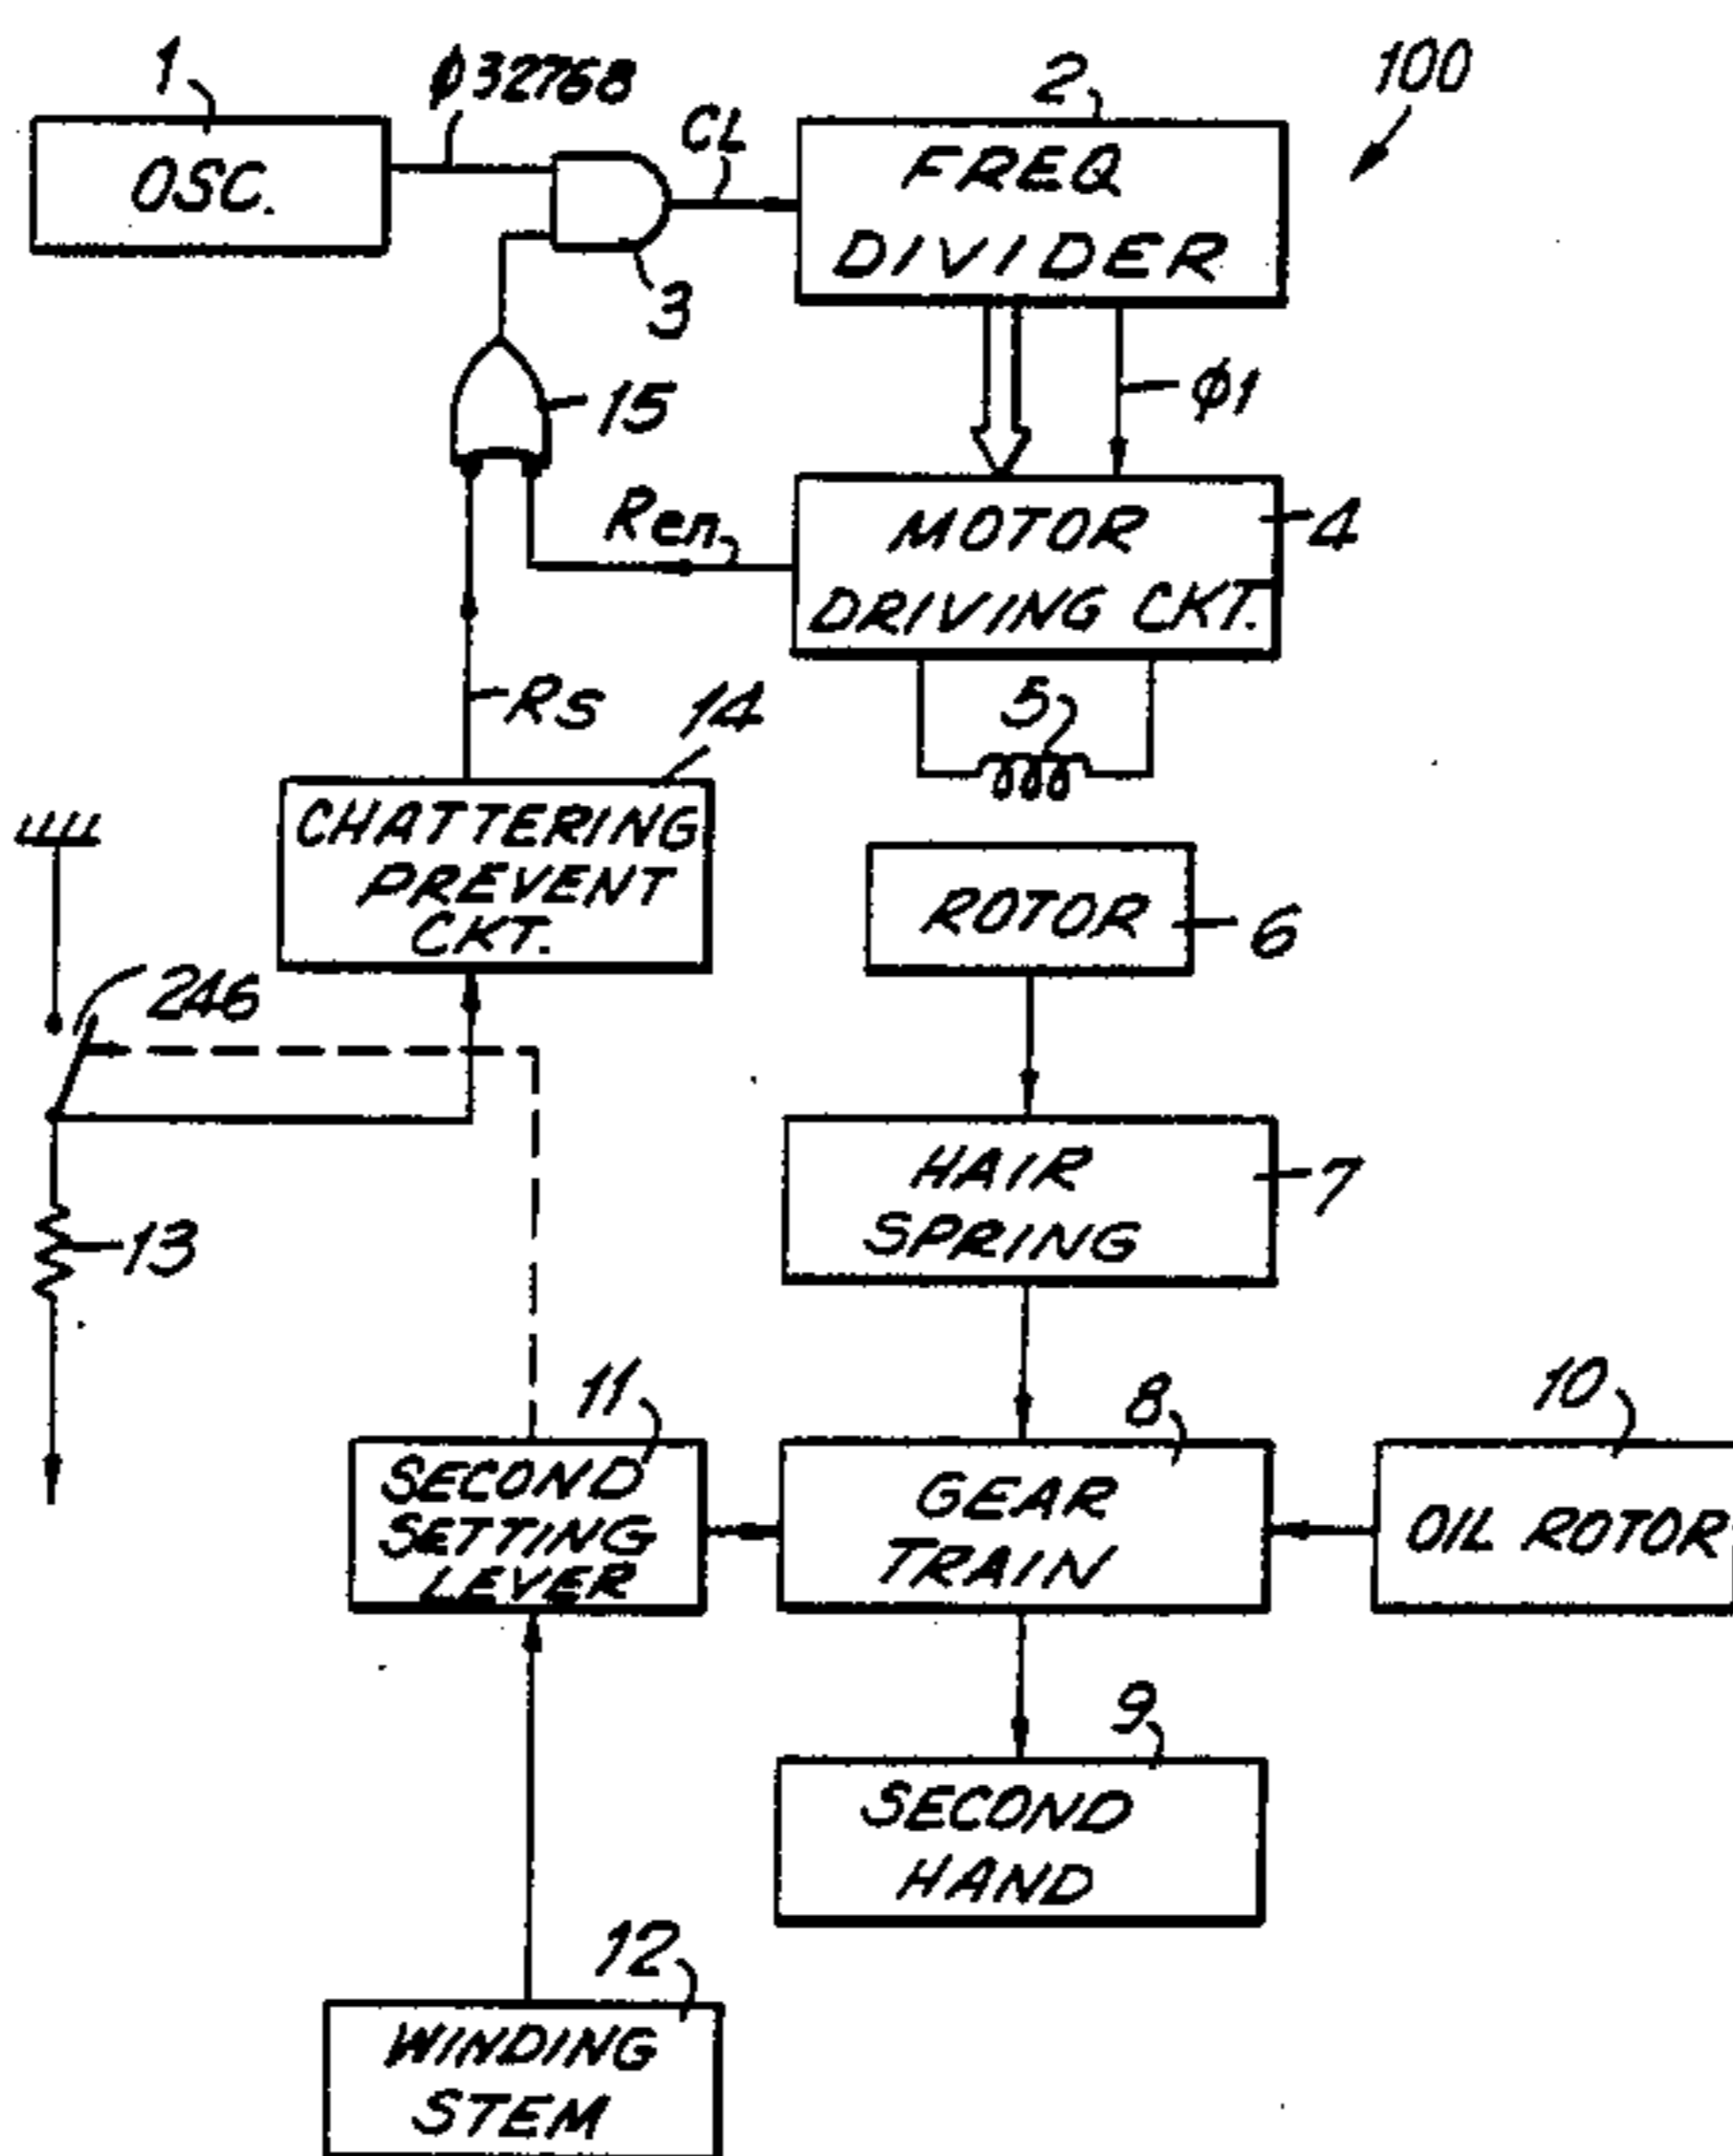 1
φ32768
OSC.
CL
2
FREQ
DIVIDER
100
3
15
φ1
Ren
MOTOR
DRIVING CKT.
4
RS
14
5
CHATTERING
PREVENT
CKT.
ROTOR
6
246
HAIR
SPRING
7
13
11
SECOND
SETTING
LEVER
8
GEAR
TRAIN
10
OIL ROTOR
9
SECOND
HAND
12
WINDING
STEM